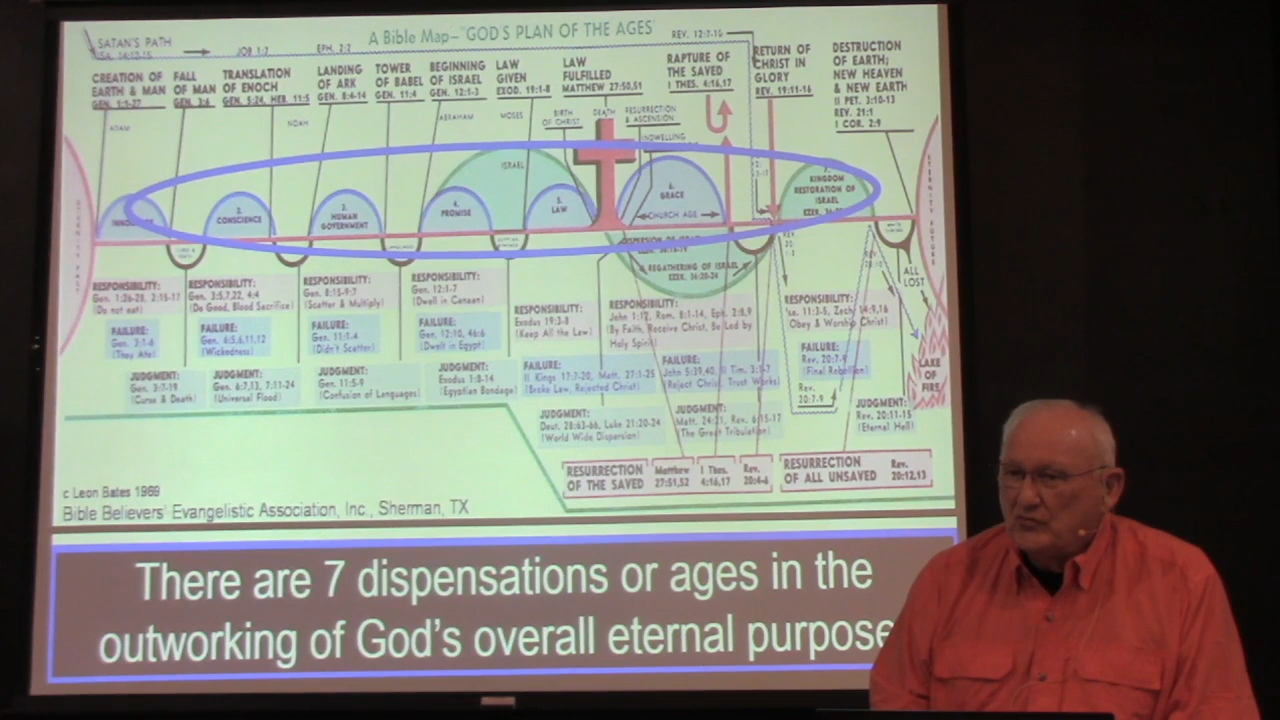 A Bible Map—"GOD'S PLAN OF THE AGES"
SATAN'S PATH
JOB 1:7
EPH. 2:2
REV. 12:7-15
CREATION OF
EARTH & MAN
GEN. 1:1-27
FALL
OF MAN
GEN. 3:6
TRANSLATION
OF ENOCH
GEN. 5:24, HEB. 11:5
LANDING
OF ARK
GEN. 8:4-14
TOWER
OF BABEL
GEN. 11:4
BEGINNING
OF ISRAEL
GEN. 12:1-3
LAW
GIVEN
EXOD. 19:1-8
LAW
FULFILLED
MATTHEW 27:50,51
RAPTURE OF
THE SAVED
I THES. 4:16,17
RETURN OF
CHRIST IN
GLORY
REV. 19:11-16
DESTRUCTION
OF EARTH;
NEW HEAVEN
& NEW EARTH
II PET. 3:10-13
REV. 21:1
I COR. 2:9
ADAM
NOAH
ABRAHAM
MOSES
BIRTH
OF CHRIST
DEATH
RESURRECTION
& ASCENSION
INDWELLING
ISRAEL
ETERNITY PAST
ETERNITY FUTURE
2.
CONSCIENCE
3.
HUMAN
GOVERNMENT
4.
PROMISE
5.
LAW
6.
GRACE
CHURCH AGE
KINGDOM
RESTORATION OF
ISRAEL
DISPERSION OF ISRAEL
REGATHERING OF ISRAEL
EZEK. 36:20-24
ALL
LOST
LAKE
OF
FIRE
RESPONSIBILITY:
Gen. 1:26-28, 2:15-17
(Do not eat)
FAILURE:
Gen. 3:1-6
(They Ate)
JUDGMENT:
Gen. 3:7-19
(Curse & Death)
RESPONSIBILITY:
Gen. 3:5,7,22, 4:4
(Do Good, Blood Sacrifice)
FAILURE:
Gen. 6:5,6,11,12
(Wickedness)
JUDGMENT:
Gen. 6:7,13, 7:11-24
(Universal Flood)
RESPONSIBILITY:
Gen. 8:15-9:7
(Scatter & Multiply)
FAILURE:
Gen. 11:1-4
(Didn't Scatter)
JUDGMENT:
Gen. 11:5-9
(Confusion of Languages)
RESPONSIBILITY:
Gen. 12:1-7
(Dwell in Canaan)
FAILURE:
Gen. 12:10, 46:6
(Dwelt in Egypt)
JUDGMENT:
Exodus 1:8-14
(Egyptian Bondage)
RESPONSIBILITY:
Exodus 19:3-8
(Keep All the Law)
FAILURE:
II Kings 17:7-20, Matt. 27:1-25
(Broke Law, Rejected Christ)
JUDGMENT:
Deut. 28:63-66, Luke 21:20-24
(World Wide Dispersion)
RESPONSIBILITY:
John 1:12, Rom. 8:1-14, Eph. 2:8,9
(By Faith, Receive Christ, Be Led by
Holy Spirit)
FAILURE:
John 5:39,40, II Tim. 3:1-7
(Reject Christ, Trust Works)
JUDGMENT:
Matt. 24:21, Rev. 6:15-17
(The Great Tribulation)
RESPONSIBILITY:
Isa. 11:3-5, Zech. 14:9,16
Obey & Worship Christ)
FAILURE:
Rev. 20:7-9
(Final Rebellion)
Rev.
20:7,9
JUDGMENT:
Rev. 20:11-15
(Eternal Hell)
RESURRECTION
OF THE SAVED
Matthew
27:51,52
I Thes.
4:16,17
Rev.
20:4-6
RESURRECTION
OF ALL UNSAVED
Rev.
20:12,13
c Leon Bates 1969
Bible Believers' Evangelistic Association, Inc., Sherman, TX
There are 7 dispensations or ages in the
outworking of God's overall eternal purpose